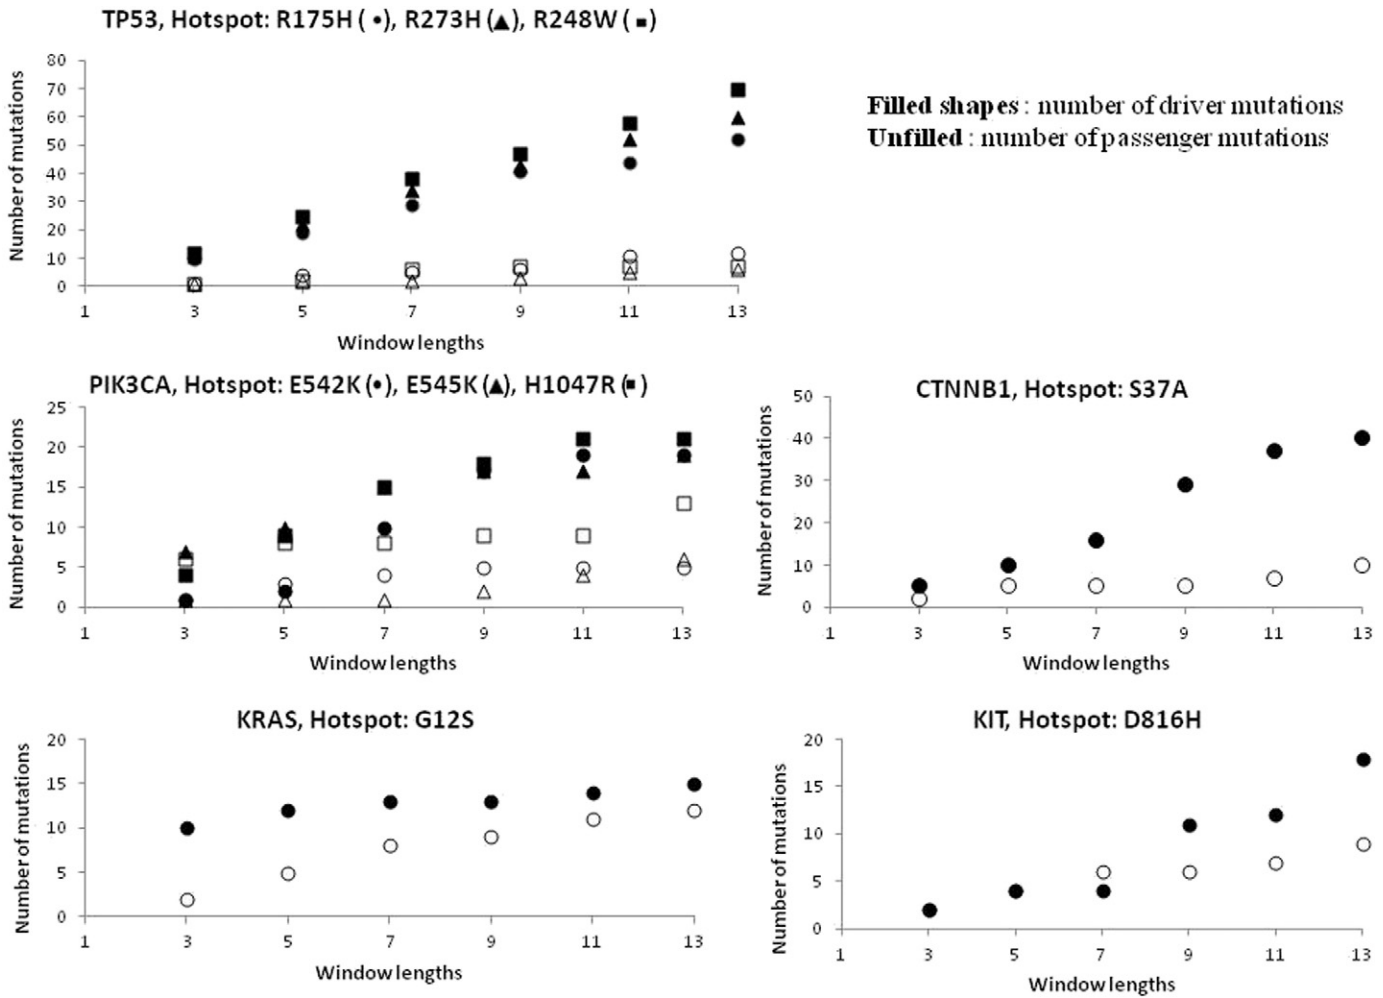 TP53, Hotspot: R175H ( •), R273H (▲), R248W ( ■)
80
70
60
50
40
30
20
10
0
Number of mutations
1 3 5 7 9 11 13
Window lengths
Filled shapes : number of driver mutations
Unfilled : number of passenger mutations
PIK3CA, Hotspot: E542K (•), E545K (▲), H1047R (■ )
25
20
15
10
5
0
Number of mutations
1 3 5 7 9 11 13
Window lengths
CTNNB1, Hotspot: S37A
50
40
30
20
10
0
Number of mutations
1 3 5 7 9 11 13
Window lengths
KRAS, Hotspot: G12S
20
15
10
5
0
Number of mutations
1 3 5 7 9 11 13
Window lengths
KIT, Hotspot: D816H
20
15
10
5
0
Number of mutations
1 3 5 7 9 11 13
Window lengths